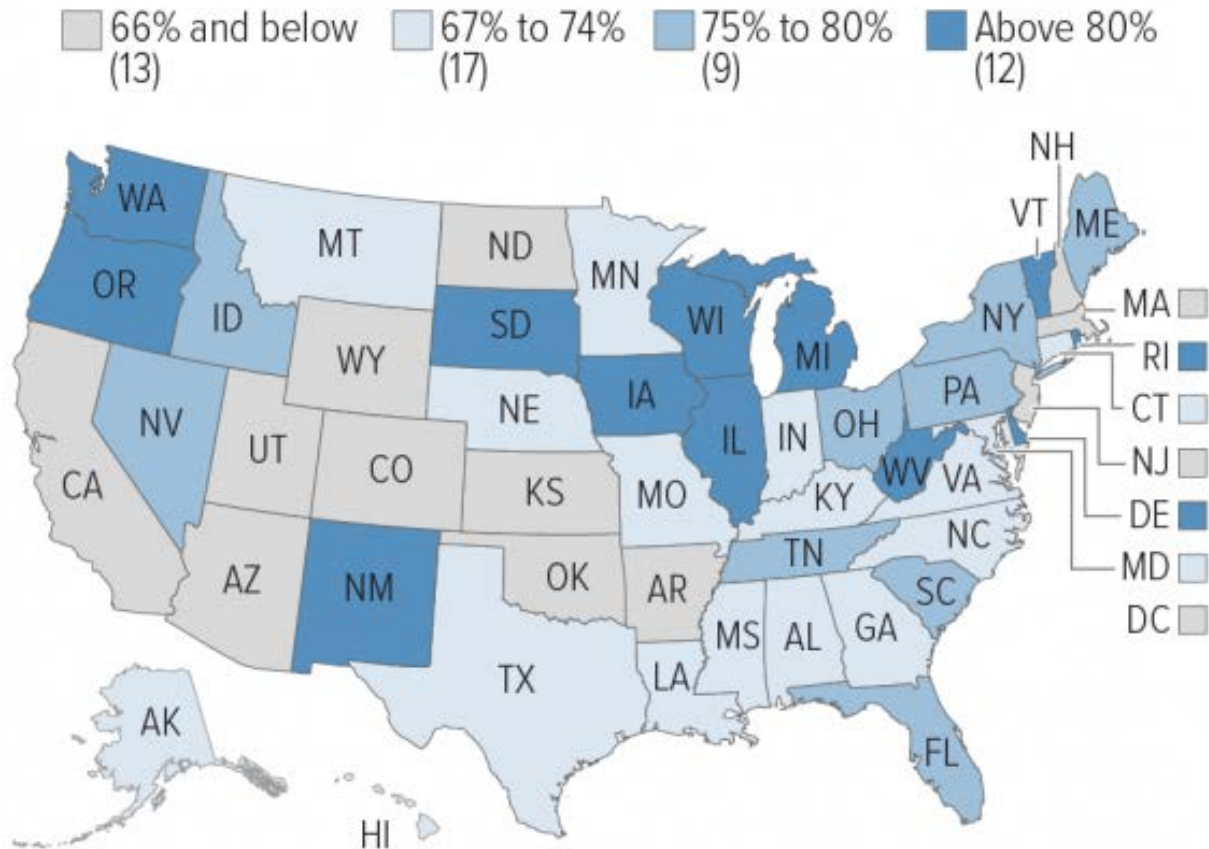 66% and below 67% to 74% 75% to 80% Above 80%
(13) (17) (9) (12)
NH
VT
ME
WA
MT
ND
MN
OR
ID
SD
WI
MI
NY
MA
WY
RI
IA
PA
CT
NE
NV
UT
CO
IL
IN
OH
NJ
CA
KS
MO
WV
VA
KY
DE
NC
TN
MD
AZ
NM
OK
AR
SC
DC
MS
AL
GA
TX
LA
AK
FL
HI